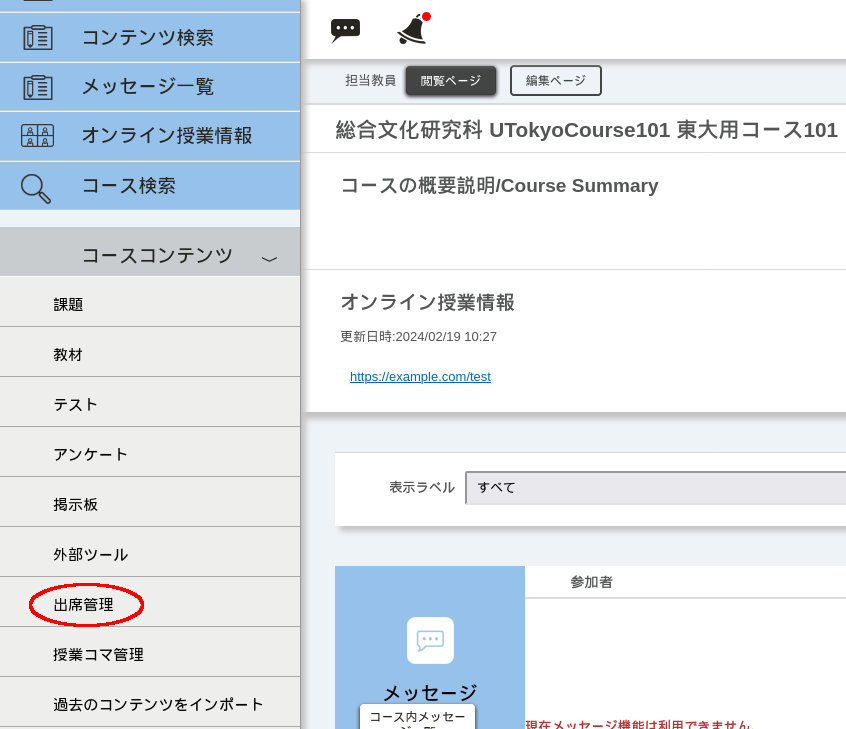 コンテンツ検索
メッセージ一覧
オンライン授業情報
コース検索
コースコンテンツ
課題
教材
テスト
アンケート
掲示板
外部ツール
出席管理
授業コマ管理
過去のコンテンツをインポート
担当教員
閲覧ページ
編集ページ
総合文化研究科 UTokyoCourse101 東大用コース101
コースの概要説明/Course Summary
オンライン授業情報
更新日時:2024/02/19 10:27
https://example.com/test
表示ラベル
すべて
参加者
メッセージ
コース内メッセー
現在メッセージ機能は利用できません。